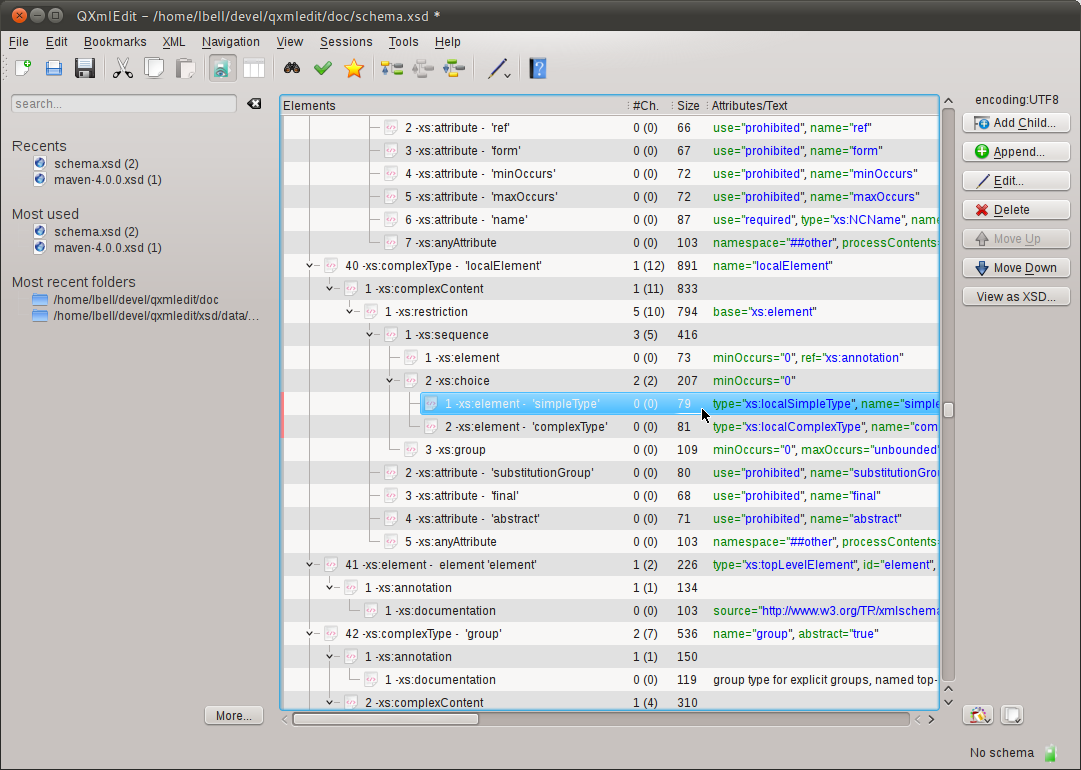 QXmlEdit – /home/lbell/devel/qxmledit/doc/schema.xsd *
File Edit Bookmarks XML Navigation View Sessions Tools Help
search...
Recents
schema.xsd (2)
maven-4.0.0.xsd (1)
Most used
schema.xsd (2)
maven-4.0.0.xsd (1)
Most recent folders
/home/lbell/devel/qxmledit/doc
/home/lbell/devel/qxmledit/xsd/data/...
More...
Elements #Ch. Size Attributes/Text
2 -xs:attribute - 'ref' 0 (0) 66 use="prohibited", name="ref"
3 -xs:attribute - 'form' 0 (0) 67 use="prohibited", name="form"
4 -xs:attribute - 'minOccurs' 0 (0) 72 use="prohibited", name="minOccurs"
5 -xs:attribute - 'maxOccurs' 0 (0) 72 use="prohibited", name="maxOccurs"
6 -xs:attribute - 'name' 0 (0) 87 use="required", type="xs:NCName", name
7 -xs:anyAttribute 0 (0) 103 namespace="##other", processContents=
40 -xs:complexType - 'localElement' 1 (12) 891 name="localElement"
1 -xs:complexContent 1 (11) 833
1 -xs:restriction 5 (10) 794 base="xs:element"
1 -xs:sequence 3 (5) 416
1 -xs:element 0 (0) 73 minOccurs="0", ref="xs:annotation"
2 -xs:choice 2 (2) 207 minOccurs="0"
1 -xs:element - 'simpleType' 0 (0) 79 type="xs:localSimpleType", name="simple
2 -xs:element - 'complexType' 0 (0) 81 type="xs:localComplexType", name="com
3 -xs:group 0 (0) 109 minOccurs="0", maxOccurs="unbounded"
2 -xs:attribute - 'substitutionGroup' 0 (0) 80 use="prohibited", name="substitutionGrou
3 -xs:attribute - 'final' 0 (0) 68 use="prohibited", name="final"
4 -xs:attribute - 'abstract' 0 (0) 71 use="prohibited", name="abstract"
5 -xs:anyAttribute 0 (0) 103 namespace="##other", processContents=
41 -xs:element - element 'element' 1 (2) 226 type="xs:topLevelElement", id="element",
1 -xs:annotation 1 (1) 134
1 -xs:documentation 0 (0) 103 source="http://www.w3.org/TR/xmlschema
42 -xs:complexType - 'group' 2 (7) 536 name="group", abstract="true"
1 -xs:annotation 1 (1) 150
1 -xs:documentation 0 (0) 119 group type for explicit groups, named top-
2 -xs:complexContent 1 (4) 310
encoding:UTF8
Add Child...
Append...
Edit...
Delete
Move Up
Move Down
View as XSD...
No schema